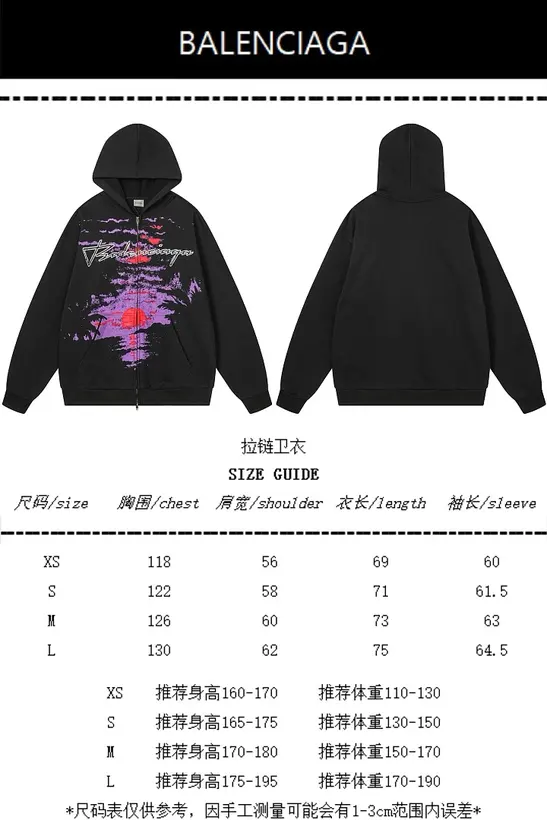 BALENCIAGA
Balenciaga
拉链卫衣
SIZE GUIDE
尺码/size 胸围/chest 肩宽/shoulder 衣长/length 袖长/sleeve
XS 118 56 69 60
S 122 58 71 61.5
M 126 60 73 63
L 130 62 75 64.5
XS 推荐身高160-170 推荐体重110-130
S 推荐身高165-175 推荐体重130-150
M 推荐身高170-180 推荐体重150-170
L 推荐身高175-195 推荐体重170-190
*尺码表仅供参考，因手工测量可能会有1-3cm范围内误差*